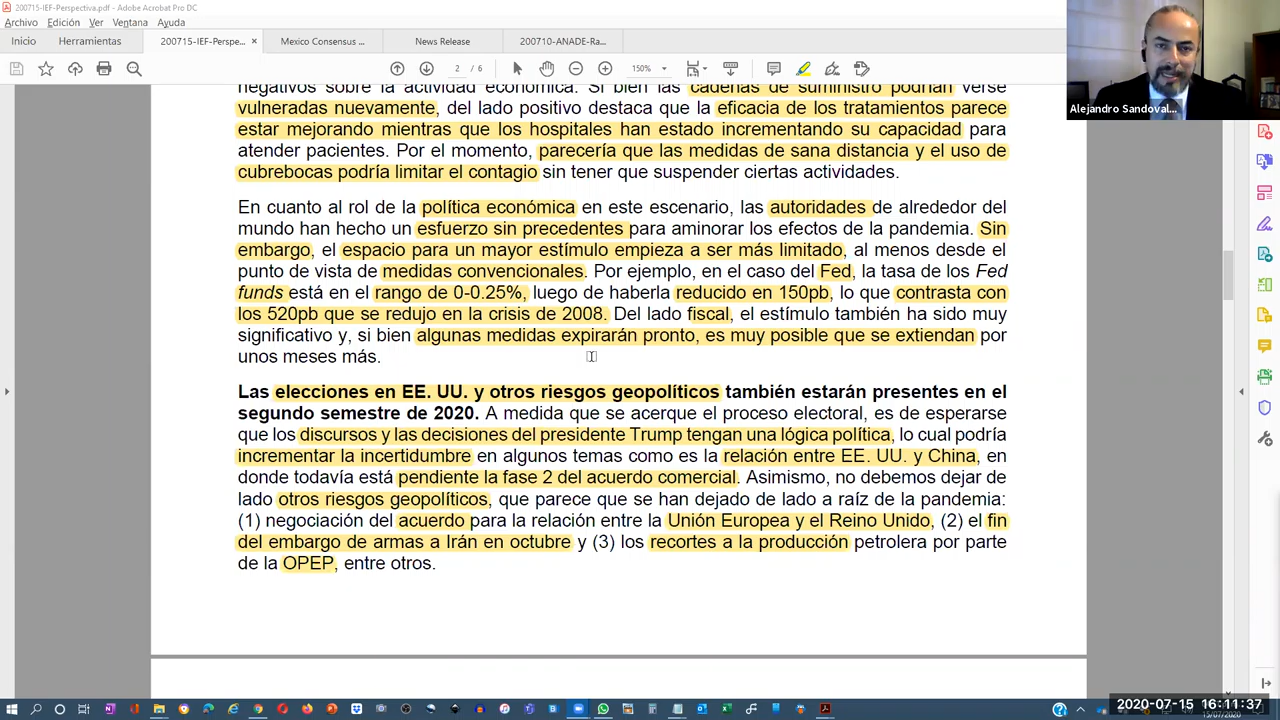 200715-IEF-Perspectiva.pdf - Adobe Acrobat Pro DC
Archivo Edición Ver Ventana Ayuda
Inicio Herramientas 200715-IEF-Perspe... × Mexico Consensus ... News Release 200710-ANADE-Ra...
2 / 6 150%
Alejandro Sandoval...
negativos sobre la actividad económica. Si bien las cadenas de suministro podrían verse
vulneradas nuevamente, del lado positivo destaca que la eficacia de los tratamientos parece
estar mejorando mientras que los hospitales han estado incrementando su capacidad para
atender pacientes. Por el momento, parecería que las medidas de sana distancia y el uso de
cubrebocas podría limitar el contagio sin tener que suspender ciertas actividades.
En cuanto al rol de la política económica en este escenario, las autoridades de alrededor del
mundo han hecho un esfuerzo sin precedentes para aminorar los efectos de la pandemia. Sin
embargo, el espacio para un mayor estímulo empieza a ser más limitado, al menos desde el
punto de vista de medidas convencionales. Por ejemplo, en el caso del Fed, la tasa de los Fed
funds está en el rango de 0-0.25%, luego de haberla reducido en 150pb, lo que contrasta con
los 520pb que se redujo en la crisis de 2008. Del lado fiscal, el estímulo también ha sido muy
significativo y, si bien algunas medidas expirarán pronto, es muy posible que se extiendan por
unos meses más.
Las elecciones en EE. UU. y otros riesgos geopolíticos también estarán presentes en el
segundo semestre de 2020. A medida que se acerque el proceso electoral, es de esperarse
que los discursos y las decisiones del presidente Trump tengan una lógica política, lo cual podría
incrementar la incertidumbre en algunos temas como es la relación entre EE. UU. y China, en
donde todavía está pendiente la fase 2 del acuerdo comercial. Asimismo, no debemos dejar de
lado otros riesgos geopolíticos, que parece que se han dejado de lado a raíz de la pandemia:
(1) negociación del acuerdo para la relación entre la Unión Europea y el Reino Unido, (2) el fin
del embargo de armas a Irán en octubre y (3) los recortes a la producción petrolera por parte
de la OPEP, entre otros.
2020-07-15 16:11:37
15/07/2020